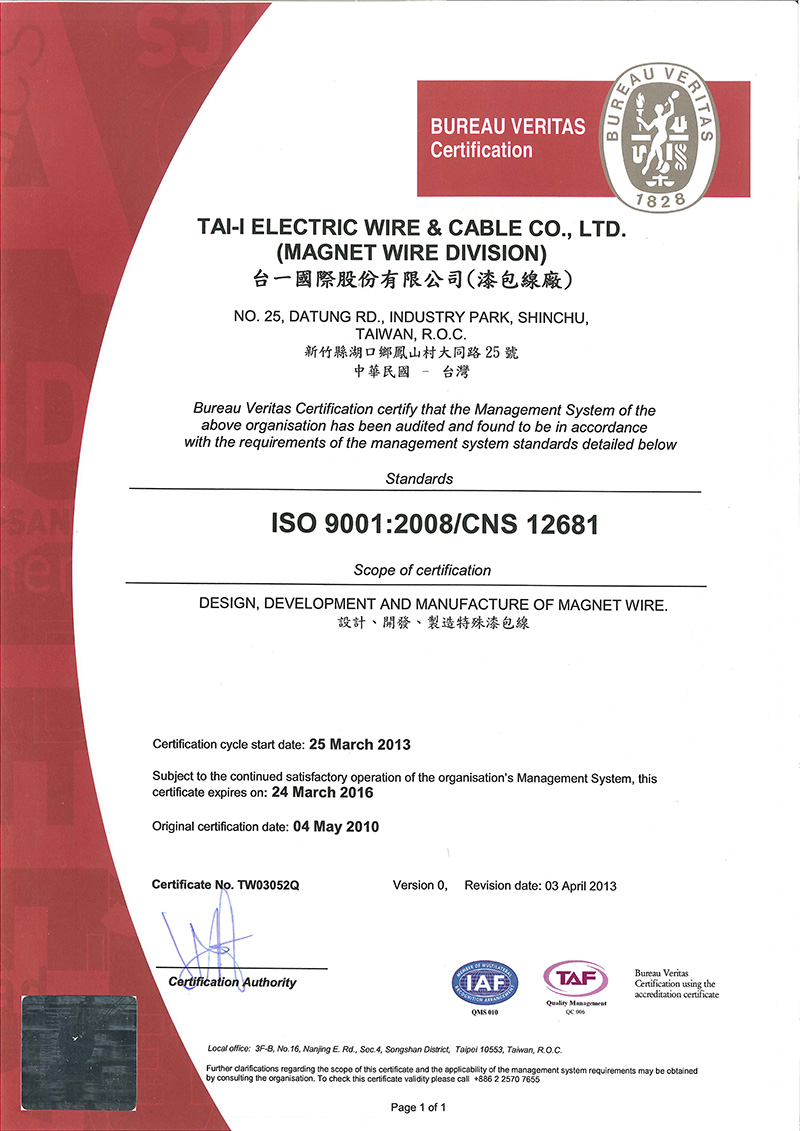 BUREAU VERITAS
Certification
BUREAU VERITAS
1828
TAI-I ELECTRIC WIRE & CABLE CO., LTD.
(MAGNET WIRE DIVISION)
台一國際股份有限公司(漆包線廠)
NO. 25, DATUNG RD., INDUSTRY PARK, SHINCHU,
TAIWAN, R.O.C.
新竹縣湖口鄉鳳山村大同路 25 號
中華民國 – 台灣
Bureau Veritas Certification certify that the Management System of the
above organisation has been audited and found to be in accordance
with the requirements of the management system standards detailed below
Standards
ISO 9001:2008/CNS 12681
Scope of certification
DESIGN, DEVELOPMENT AND MANUFACTURE OF MAGNET WIRE.
設計、開發、製造特殊漆包線
Certification cycle start date: 25 March 2013
Subject to the continued satisfactory operation of the organisation's Management System, this
certificate expires on: 24 March 2016
Original certification date: 04 May 2010
Certificate No. TW03052Q Version 0, Revision date: 03 April 2013
Certification Authority
MEMBER OF MULTILATERAL
IAF
RECOGNITION ARRANGEMENT
QMS 010
TAF
Quality Management
QC 006
Bureau Veritas
Certification using the
accreditation certificate
Local office: 3F-B, No.16, Nanjing E. Rd., Sec.4, Songshan District, Taipei 10553, Taiwan, R.O.C.
Further clarifications regarding the scope of this certificate and the applicability of the management system requirements may be obtained
by consulting the organisation. To check this certificate validity please call +886 2 2570 7655
Page 1 of 1